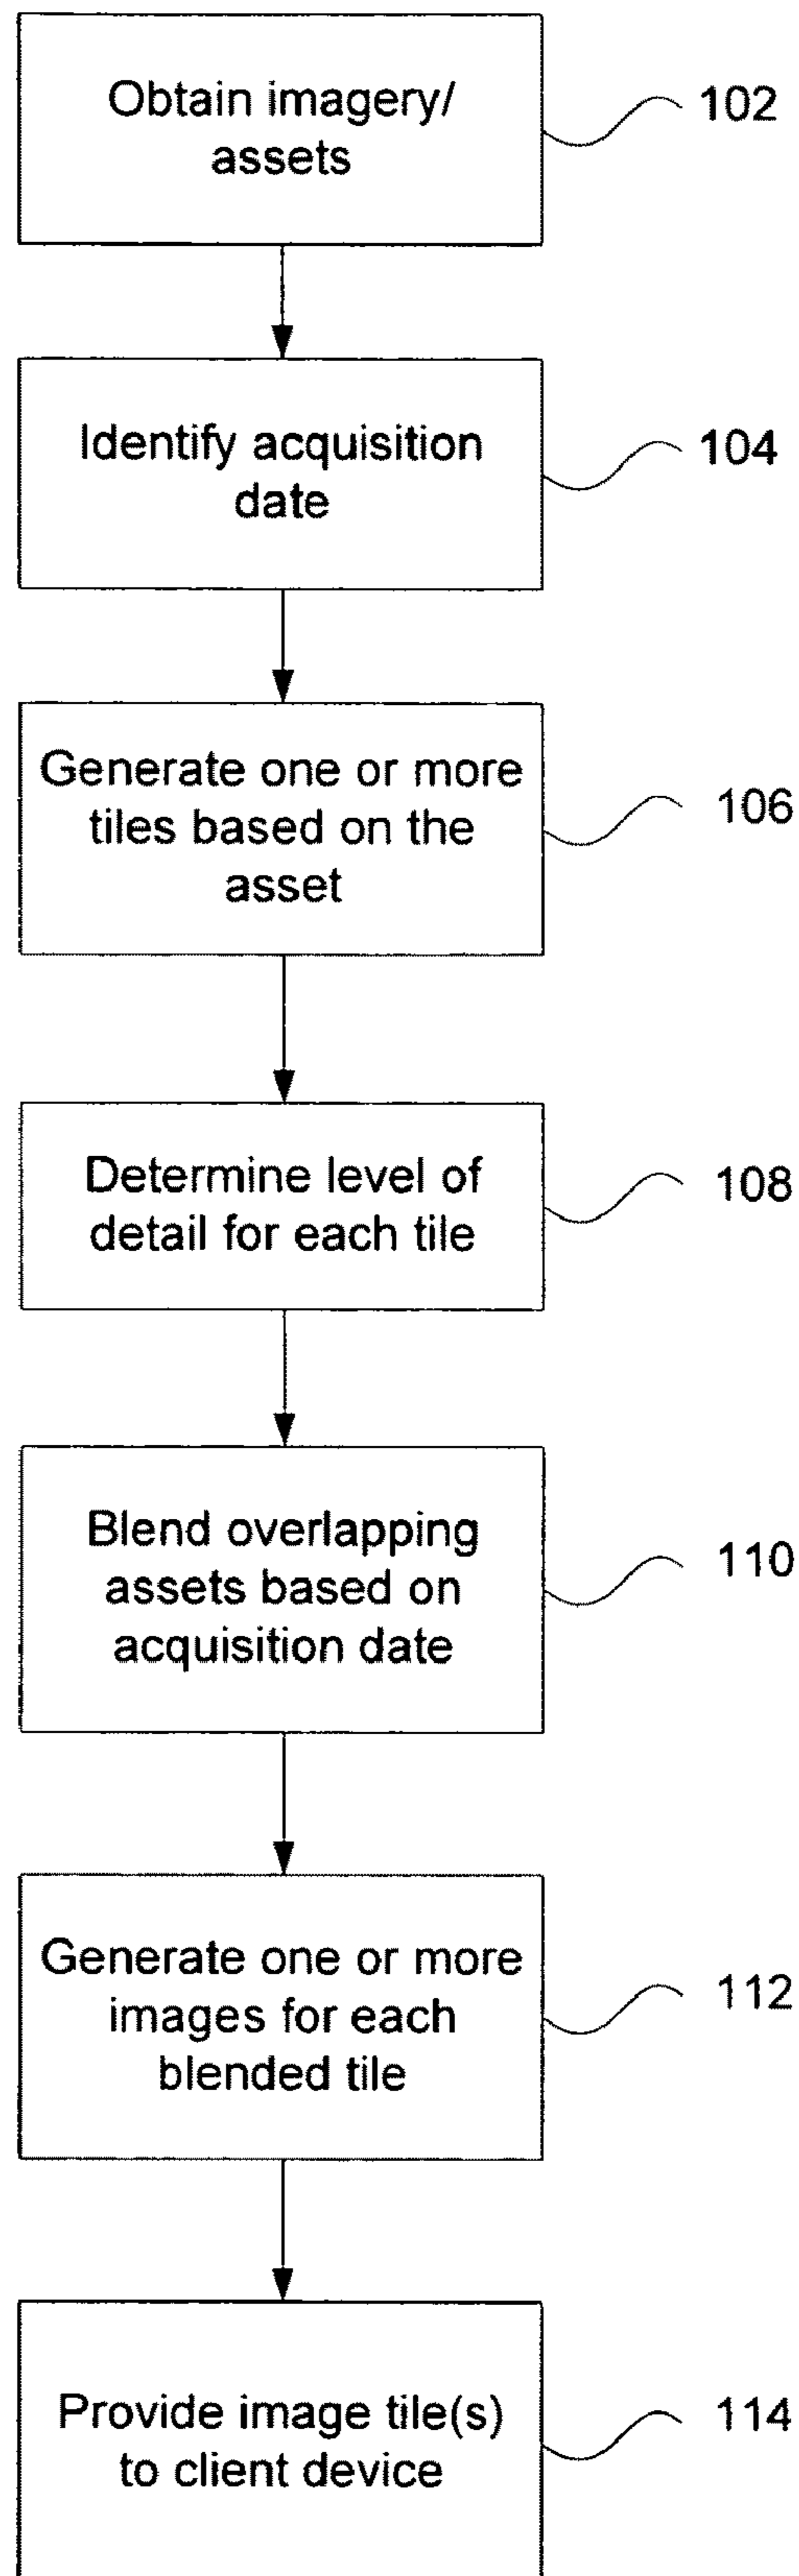 Obtain imagery/
assets
102
Identify acquisition
date
104
Generate one or more
tiles based on the
asset
106
Determine level of
detail for each tile
108
Blend overlapping
assets based on
acquisition date
110
Generate one or more
images for each
blended tile
112
Provide image tile(s)
to client device
114